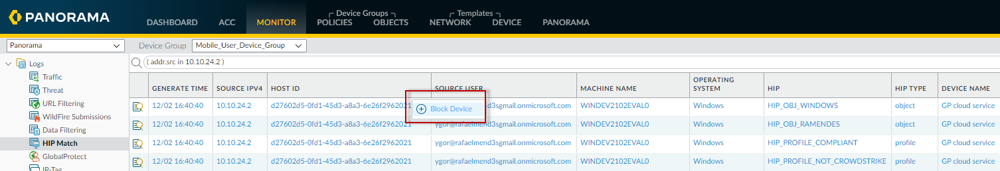 PANORAMA
Device Groups Templates
DASHBOARD ACC MONITOR POLICIES OBJECTS NETWORK DEVICE PANORAMA
Panorama Device Group Mobile_User_Device_Group
Logs
Traffic
Threat
URL Filtering
WildFire Submissions
Data Filtering
HIP Match
GlobalProtect
IP-Tag
( addr.src in 10.10.24.2 )
GENERATE TIME SOURCE IPV4 HOST ID SOURCE USER MACHINE NAME OPERATING SYSTEM HIP HIP TYPE DEVICE NAME
12/02 16:40:40 10.10.24.2 d27602d5-0fd1-45d3-a8a3-6e26f2962021 md3sgmail.onmicrosoft.com WINDEV2102EVAL0 Windows HIP_OBJ_WINDOWS object GP cloud service
Block Device
12/02 16:40:40 10.10.24.2 d27602d5-0fd1-45d3-a8a3-6e26f2962021 ygor@rafaelmend3sgmail.onmicrosoft.com WINDEV2102EVAL0 Windows HIP_OBJ_RAMENDES object GP cloud service
12/02 16:40:40 10.10.24.2 d27602d5-0fd1-45d3-a8a3-6e26f2962021 ygor@rafaelmend3sgmail.onmicrosoft.com WINDEV2102EVAL0 Windows HIP_PROFILE_COMPLIANT profile GP cloud service
12/02 16:40:40 10.10.24.2 d27602d5-0fd1-45d3-a8a3-6e26f2962021 ygor@rafaelmend3sgmail.onmicrosoft.com WINDEV2102EVAL0 Windows HIP_PROFILE_NOT_CROWDSTRIKE profile GP cloud service